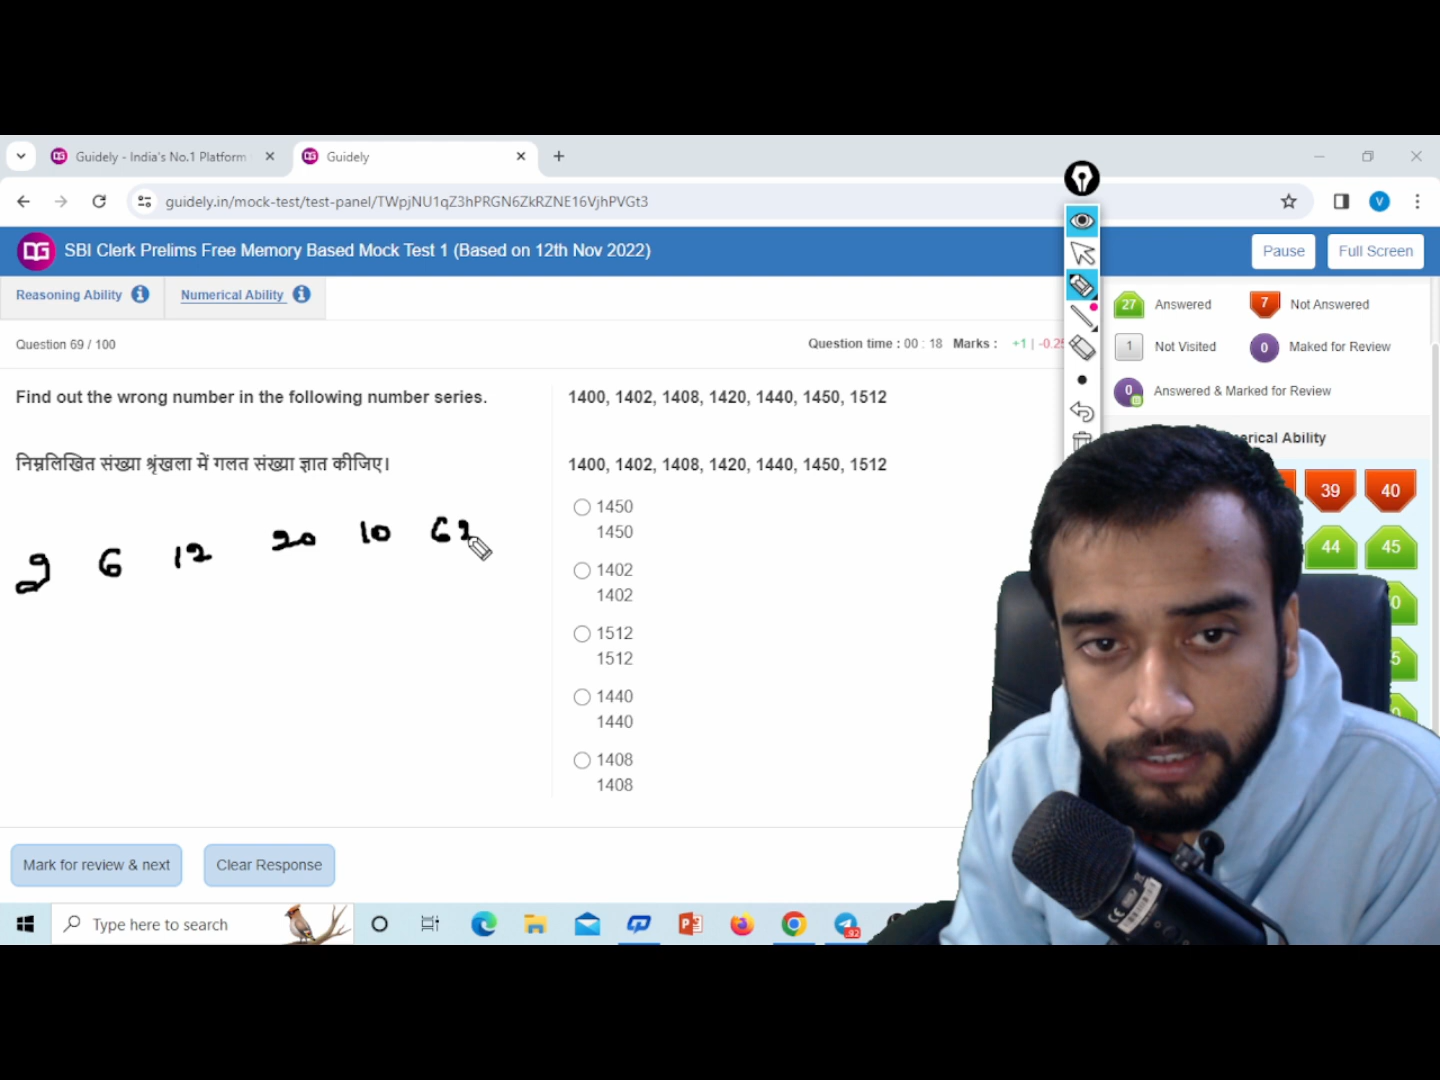 Guidely - India's No.1 Platform
Guidely
guidely.in/mock-test/test-panel/TWpjNU1qZ3hPRGN6ZkRZNE16VjhPVGt3
V
DG SBI Clerk Prelims Free Memory Based Mock Test 1 (Based on 12th Nov 2022)
Pause Full Screen
Reasoning Ability i Numerical Ability i
27 Answered 7 Not Answered
Question 69 / 100
Question time : 00 : 18 Marks : +1 | -0.25
1 Not Visited 0 Maked for Review
0 Answered & Marked for Review
Find out the wrong number in the following number series.
1400, 1402, 1408, 1420, 1440, 1450, 1512
Ability
निम्नलिखित संख्या श्रृंखला में गलत संख्या ज्ञात कीजिए।
1400, 1402, 1408, 1420, 1440, 1450, 1512
39 40
2 6 12 20 10 62
1450
1450
44 45
1402
1402
1512
1512
1440
1440
1408
1408
Mark for review & next Clear Response
Type here to search
92